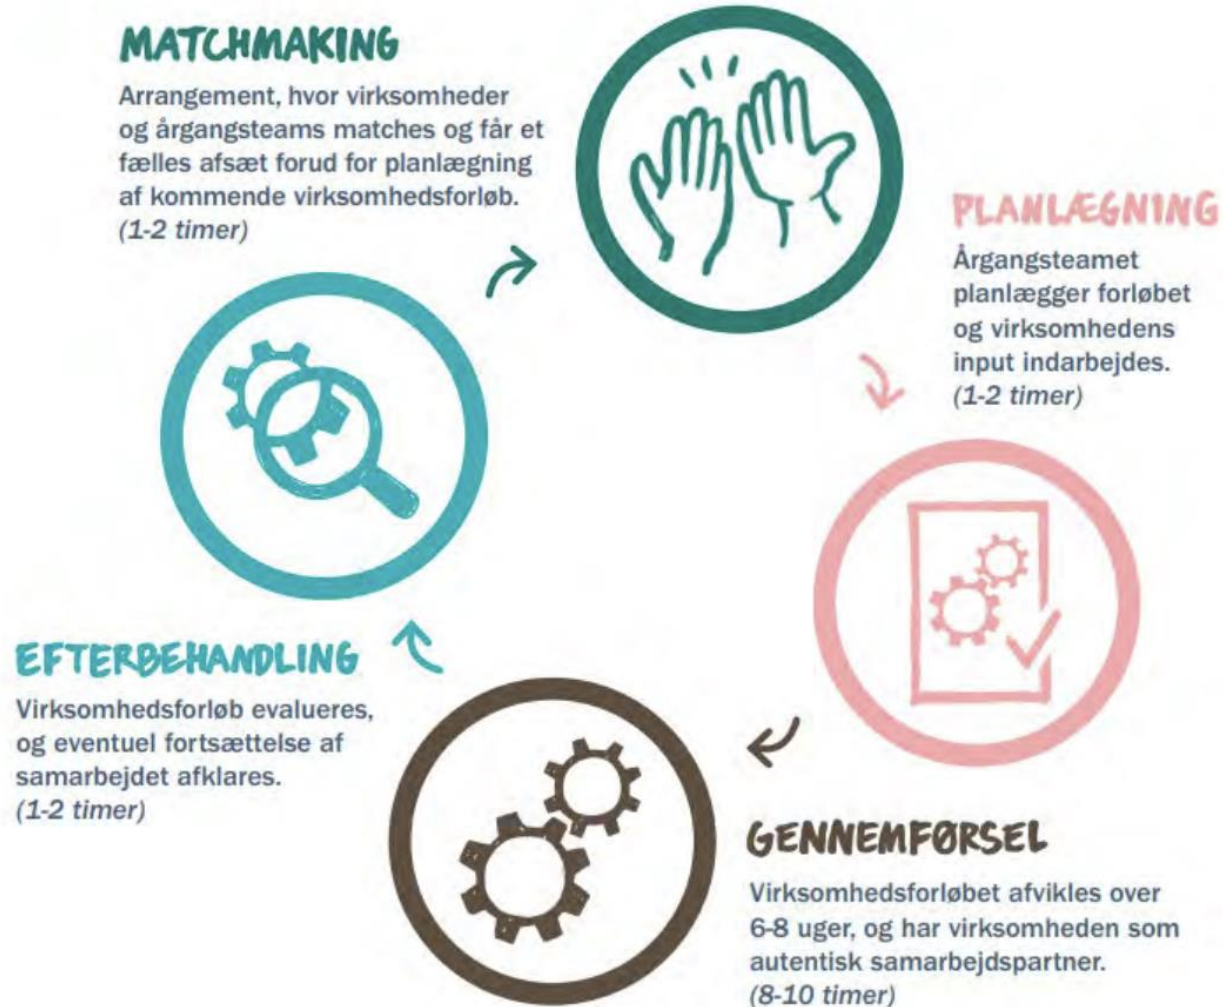 MATCHMAKING
Arrangement, hvor virksomheder
og årgangsteams matches og får et
fælles afsæt forud for planlægning
af kommende virksomhedsforløb.
(1-2 timer)
PLANLÆGNING
Årgangsteamet
planlægger forløbet
og virksomhedens
input indarbejdes.
(1-2 timer)
GENNEMFØRSEL
Virksomhedsforløbet afvikles over
6-8 uger, og har virksomheden som
autentisk samarbejdspartner.
(8-10 timer)
EFTERBEHANDLING
Virksomhedsforløb evalueres,
og eventuel fortsættelse af
samarbejdet afklares.
(1-2 timer)